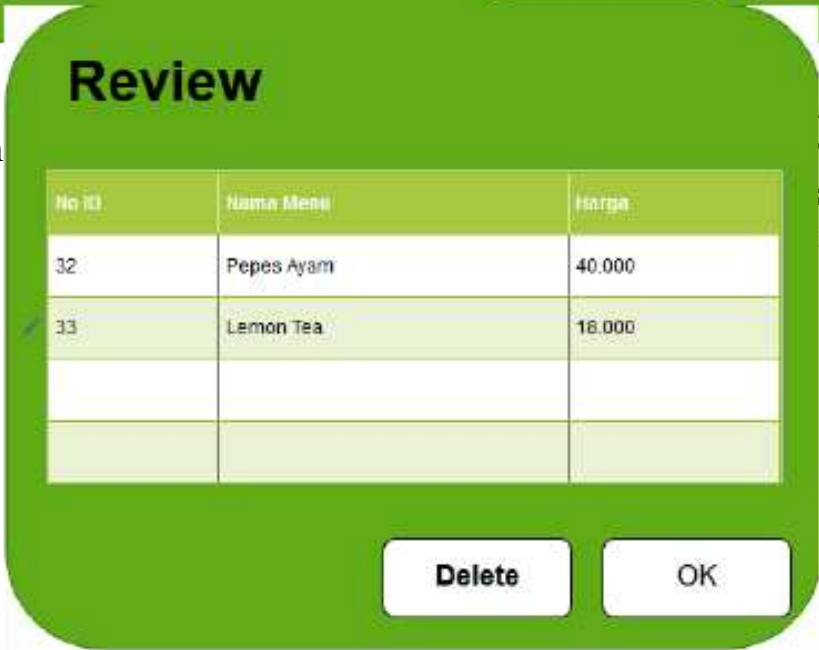 Review
No ID Nama Menu Harga
32 Pepes Ayam 40.000
33 Lemon Tea 18.000
Delete OK